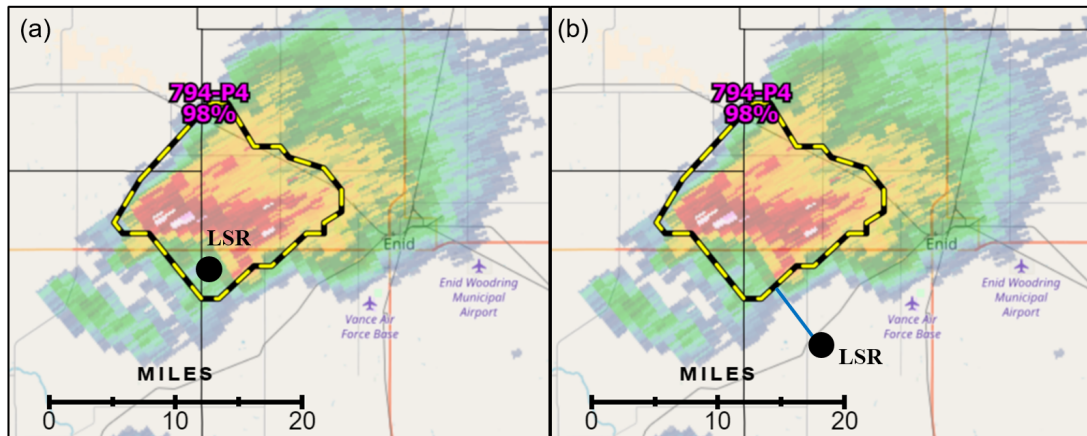 (a)
794-P4
98%
LSR
Enid
Enid Woodring
Municipal
Airport
Vance Air
Force Base
MILES
0 10 20
(b)
794-P4
98%
Enid
Enid Woodring
Municipal
Airport
Vance Air
Force Base
LSR
MILES
0 10 20